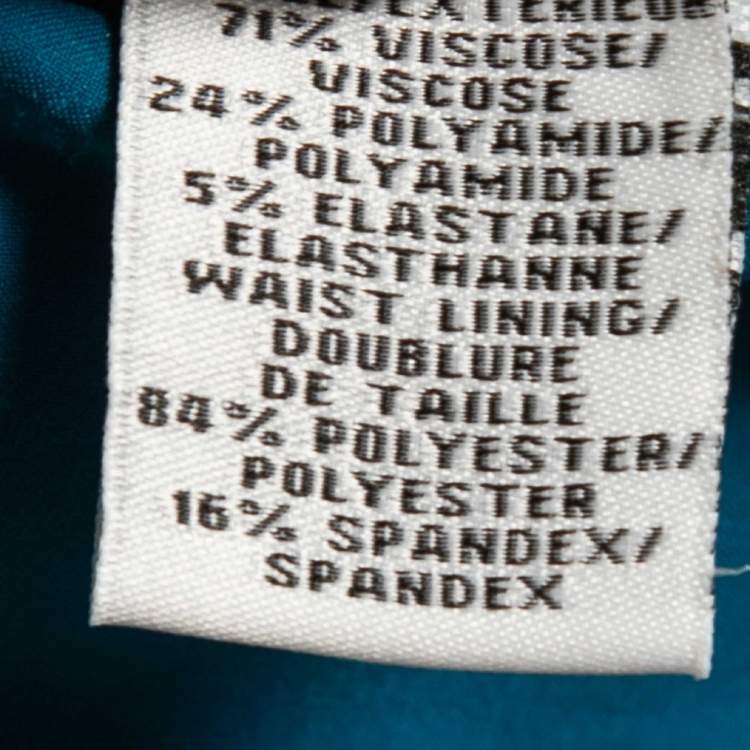 71% VISCOSE/
VISCOSE
24% POLYAMIDE/
POLYAMIDE
5% ELASTANE/
ELASTHANNE
WAIST LINING/
DOUBLURE
DE TAILLE
84% POLYESTER/
POLYESTER
16% SPANDEX/
SPANDEX